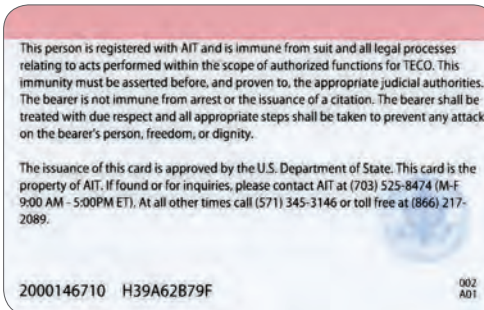 This person is registered with AIT and is immune from suit and all legal processes
relating to acts performed within the scope of authorized functions for TECO. This
immunity must be asserted before, and proven to, the appropriate judicial authorities.
The bearer is not immune from arrest or the issuance of a citation. The bearer shall be
treated with due respect and all appropriate steps shall be taken to prevent any attack
on the bearer's person, freedom, or dignity.
The issuance of this card is approved by the U.S. Department of State. This card is the
property of AIT. If found or for inquiries, please contact AIT at (703) 525-8474 (M-F
9:00 AM - 5:00PM ET). At all other times call (571) 345-3146 or toll free at (866) 217-
2089.
2000146710 H39A62B79F
002
A01